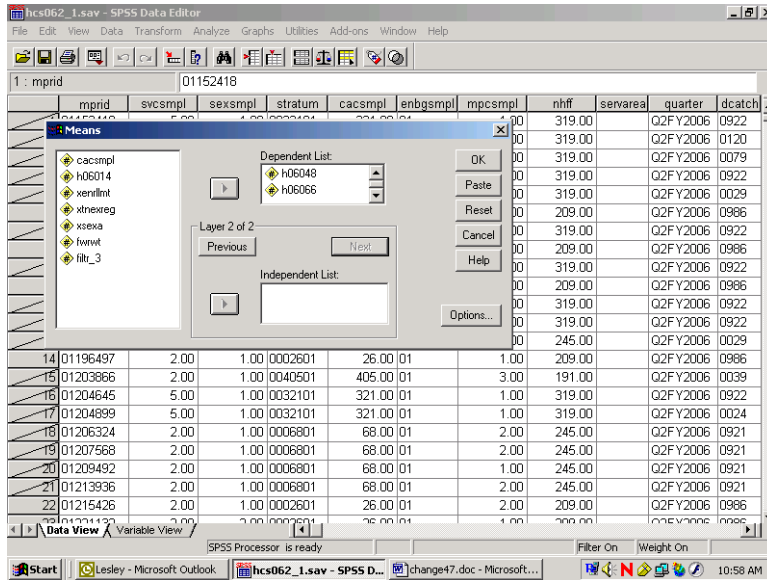 hcs062_1.sav - SPSS Data Editor
File Edit View Data Transform Analyze Graphs Utilities Add-ons Window Help
1 : mprid 01152418
mprid svcsmpl sexsmpl stratum cacsmpl enbgsmpl mpcsmpl nhff servarea quarter dcatch
319.00 Q2FY2006 0922
Means
319.00 Q2FY2006 0120
319.00 Q2FY2006 0079
319.00 Q2FY2006 0922
319.00 Q2FY2006 0029
209.00 Q2FY2006 0986
319.00 Q2FY2006 0922
209.00 Q2FY2006 0986
319.00 Q2FY2006 0922
209.00 Q2FY2006 0986
319.00 Q2FY2006 0922
319.00 Q2FY2006 0922
245.00 Q2FY2006 0029
cacsmpl
h06014
xenrllmt
xtnexreg
xsexa
fwrwt
filtr_3
Dependent List:
h06048
h06066
Layer 2 of 2
Previous
Next
Independent List:
OK
Paste
Reset
Cancel
Help
Options...
14 01196497 2.00 1.00 0002601 26.00 01 1.00 209.00 Q2FY2006 0986
15 01203866 2.00 1.00 0040501 405.00 01 3.00 191.00 Q2FY2006 0039
16 01204645 5.00 1.00 0032101 321.00 01 1.00 319.00 Q2FY2006 0922
17 01204899 5.00 1.00 0032101 321.00 01 1.00 319.00 Q2FY2006 0024
18 01206324 2.00 1.00 0006801 68.00 01 2.00 245.00 Q2FY2006 0921
19 01207568 2.00 1.00 0006801 68.00 01 2.00 245.00 Q2FY2006 0921
20 01209492 2.00 1.00 0006801 68.00 01 1.00 245.00 Q2FY2006 0921
21 01213936 2.00 1.00 0006801 68.00 01 2.00 245.00 Q2FY2006 0921
22 01215426 2.00 1.00 0002601 26.00 01 2.00 209.00 Q2FY2006 0986
Data View Variable View
SPSS Processor is ready Filter On Weight On
Start Lesley - Microsoft Outlook hcs062_1.sav - SPSS D... change47.doc - Microsoft... 10:58 AM